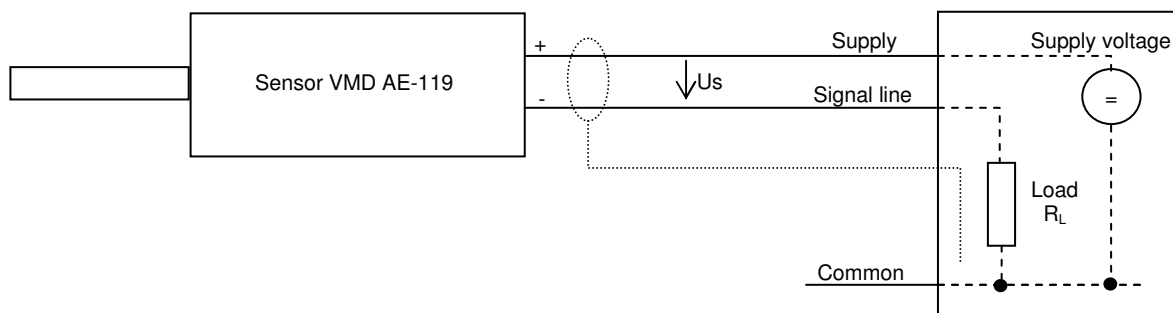 + Supply Supply voltage
Sensor VMD AE-119 Us =
- Signal line
Load
RL
Common